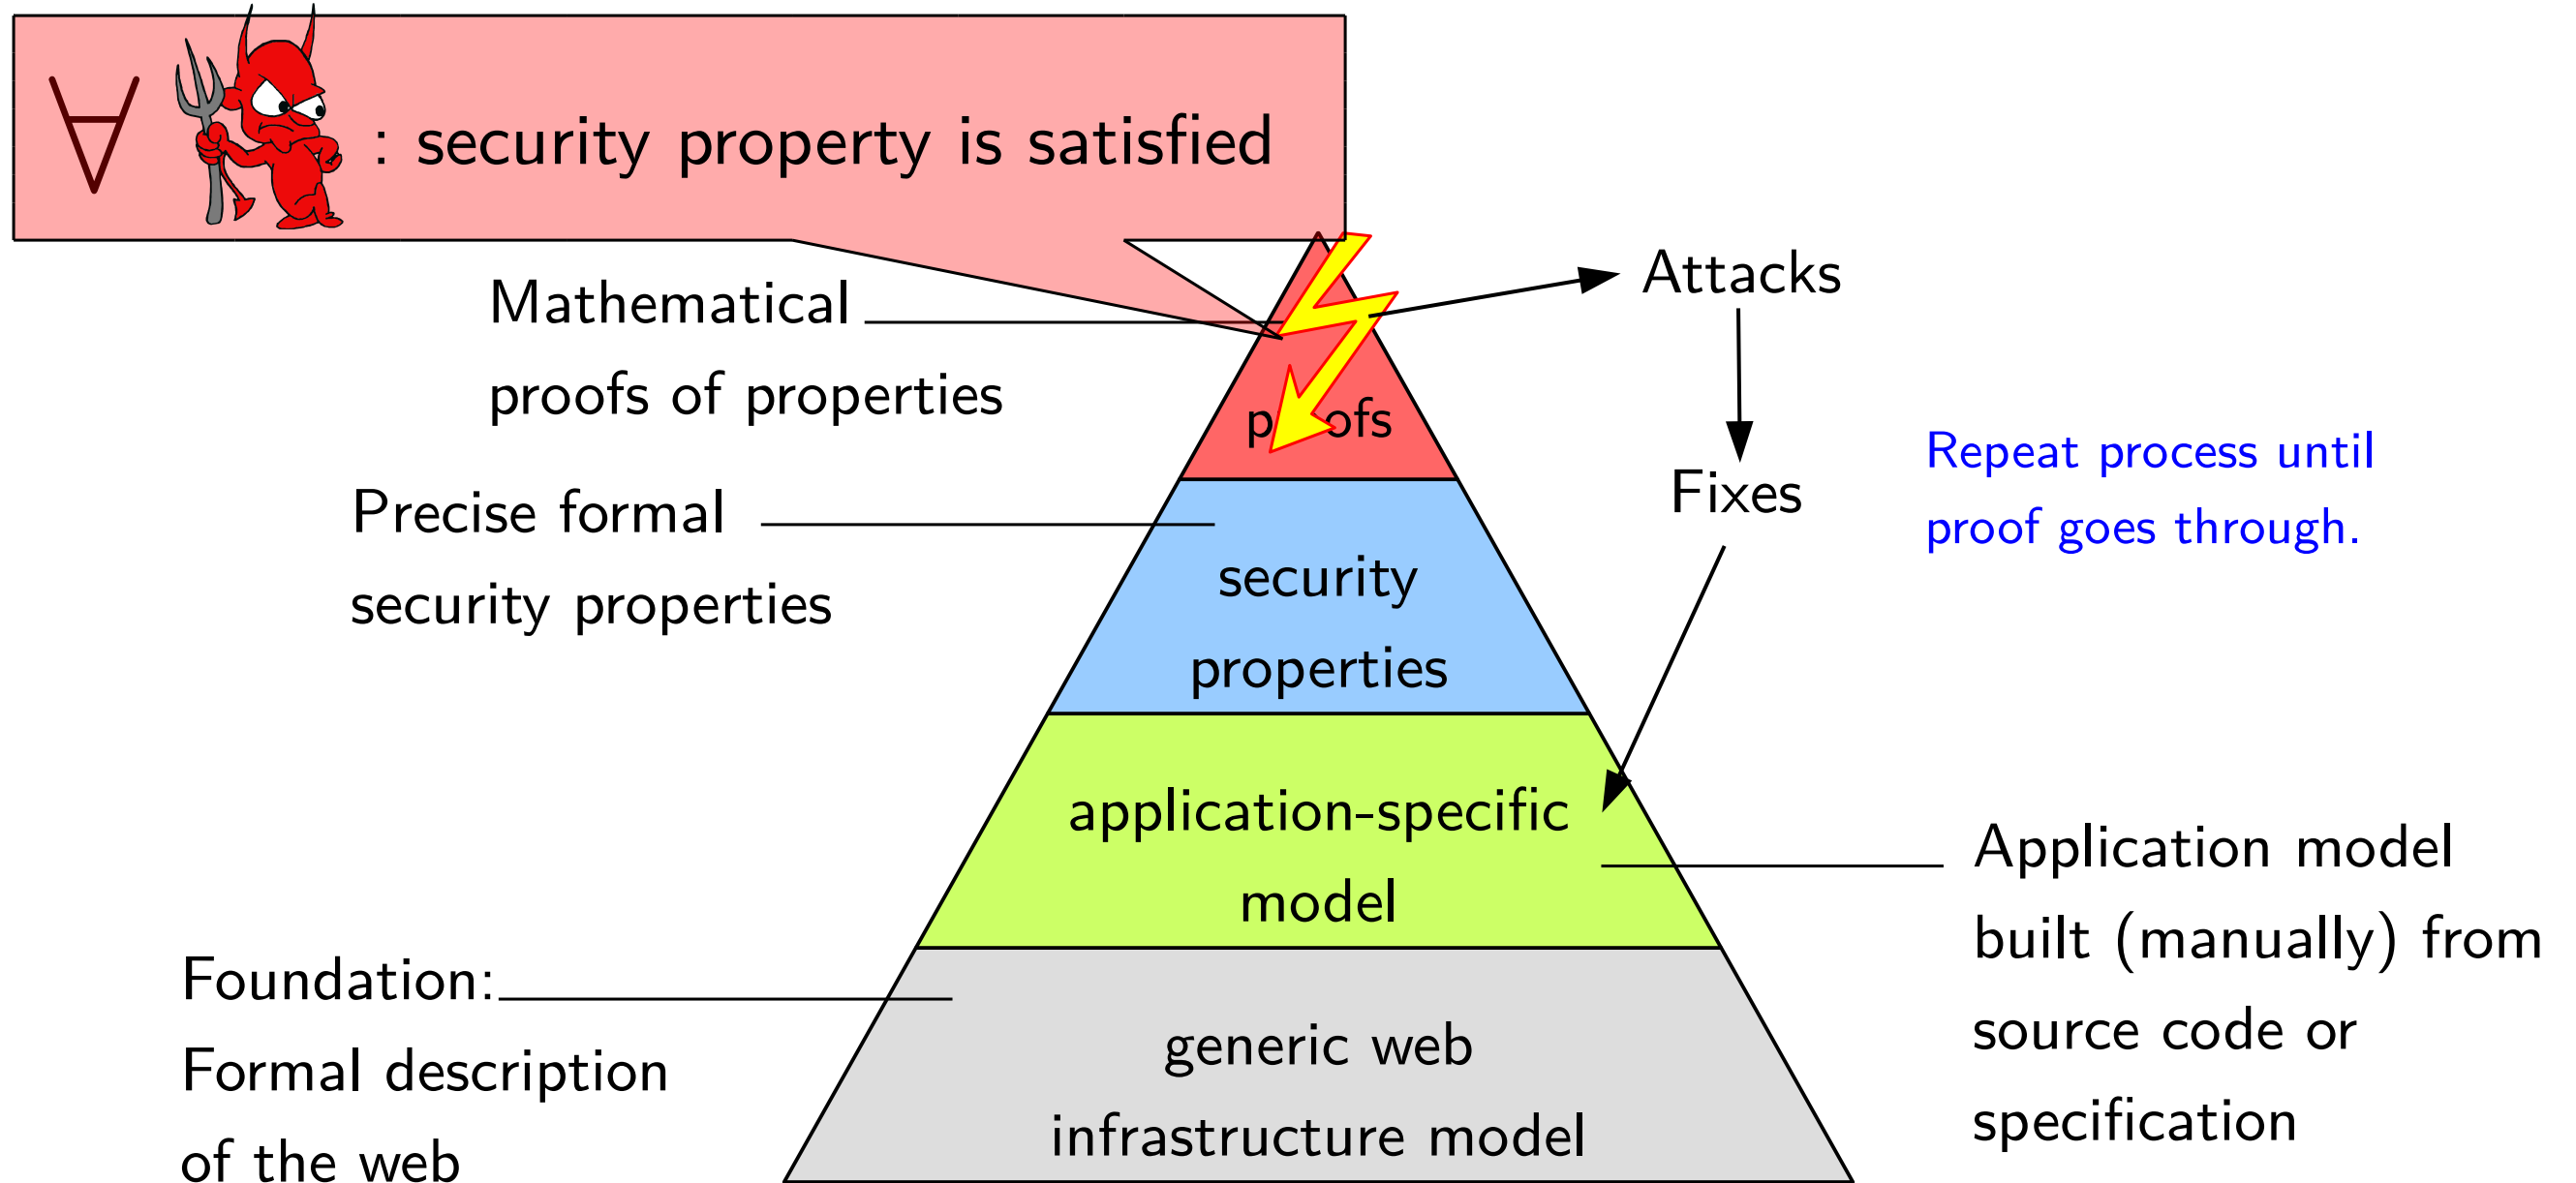 ∀ : security property is satisfied
Mathematical
proofs of properties
Precise formal
security properties
Foundation:
Formal description
of the web
proofs
security
properties
application-specific
model
generic web
infrastructure model
Attacks
Fixes
Repeat process until
proof goes through.
Application model
built (manually) from
source code or
specification